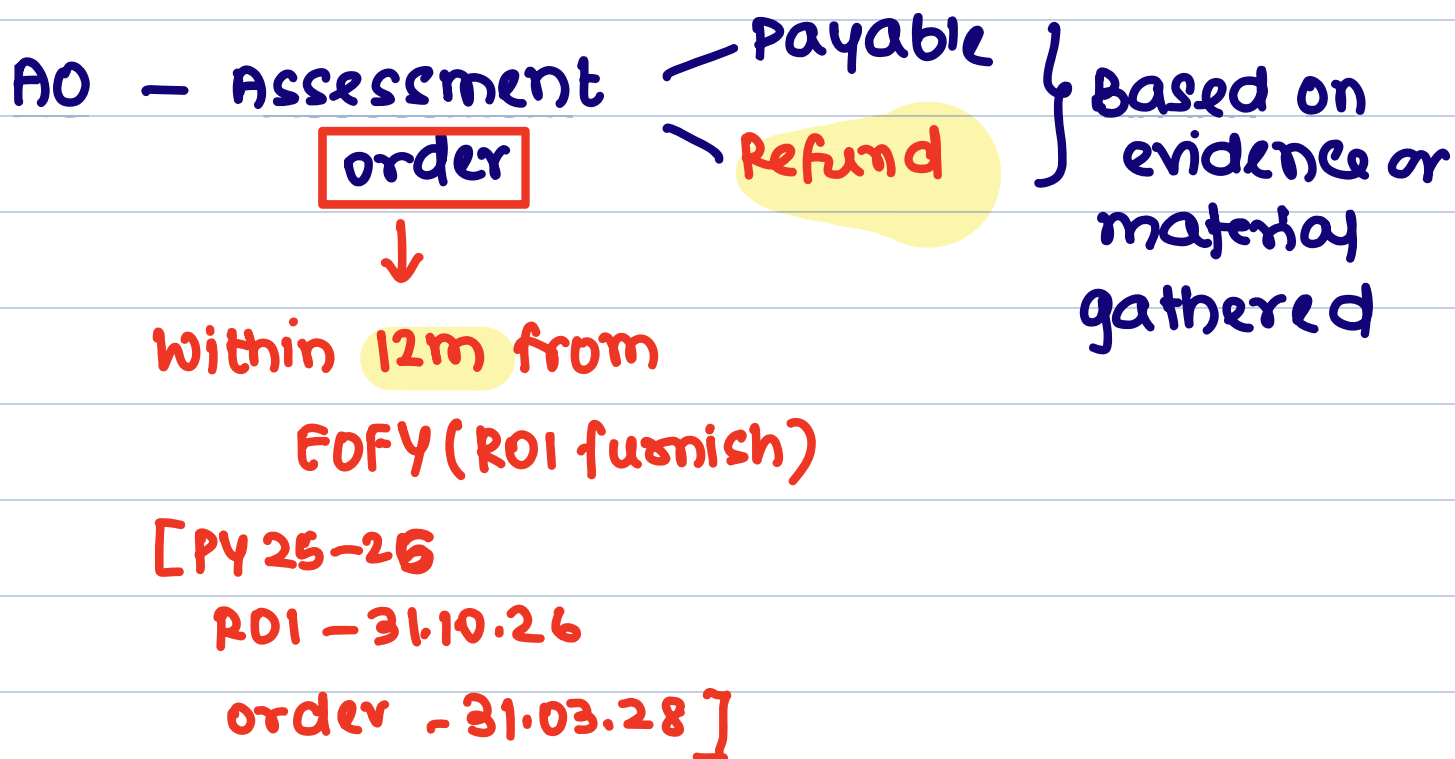 AO - Assessment order
Payable
Refund
Based on
evidence or
material
gathered
Within 12m from
EOFY (ROI furnish)
[PY 25-26
ROI - 31.10.26
order - 31.03.28]